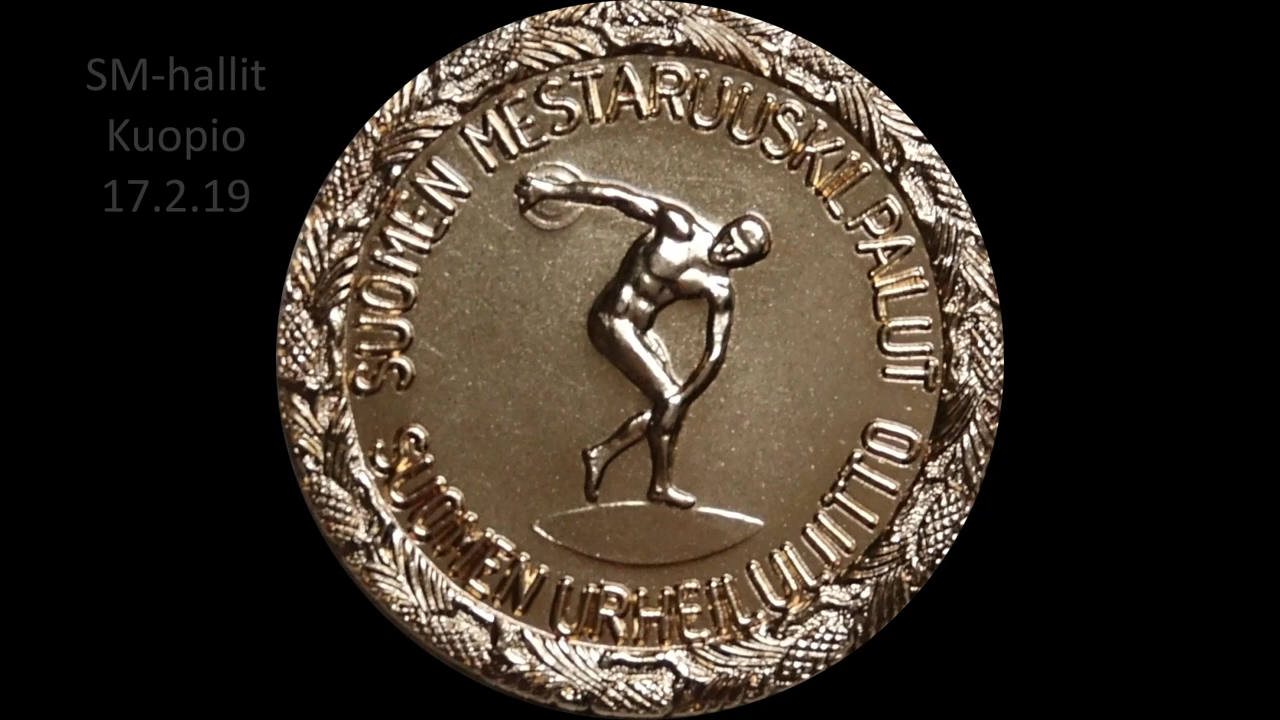 SM-hallit
Kuopio
17.2.19
SUOMEN MESTARUUSKILPAILUT
SUOMEN URHEILULIITTO